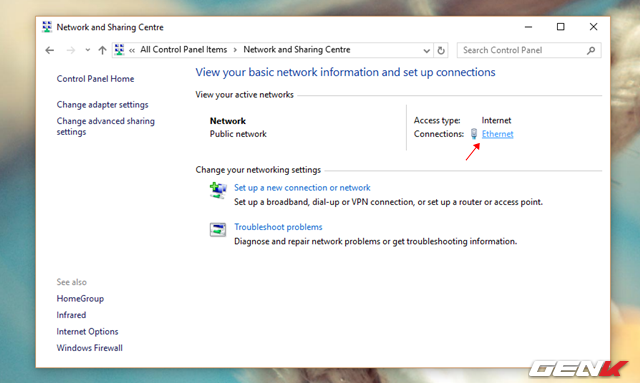 Network and Sharing Centre
« All Control Panel Items > Network and Sharing Centre
Search Control Panel
Control Panel Home
Change adapter settings
Change advanced sharing
settings
View your basic network information and set up connections
View your active networks
Network
Public network
Access type: Internet
Connections: Ethernet
Change your networking settings
Set up a new connection or network
Set up a broadband, dial-up or VPN connection, or set up a router or access point.
Troubleshoot problems
Diagnose and repair network problems or get troubleshooting information.
See also
HomeGroup
Infrared
Internet Options
Windows Firewall
GENK